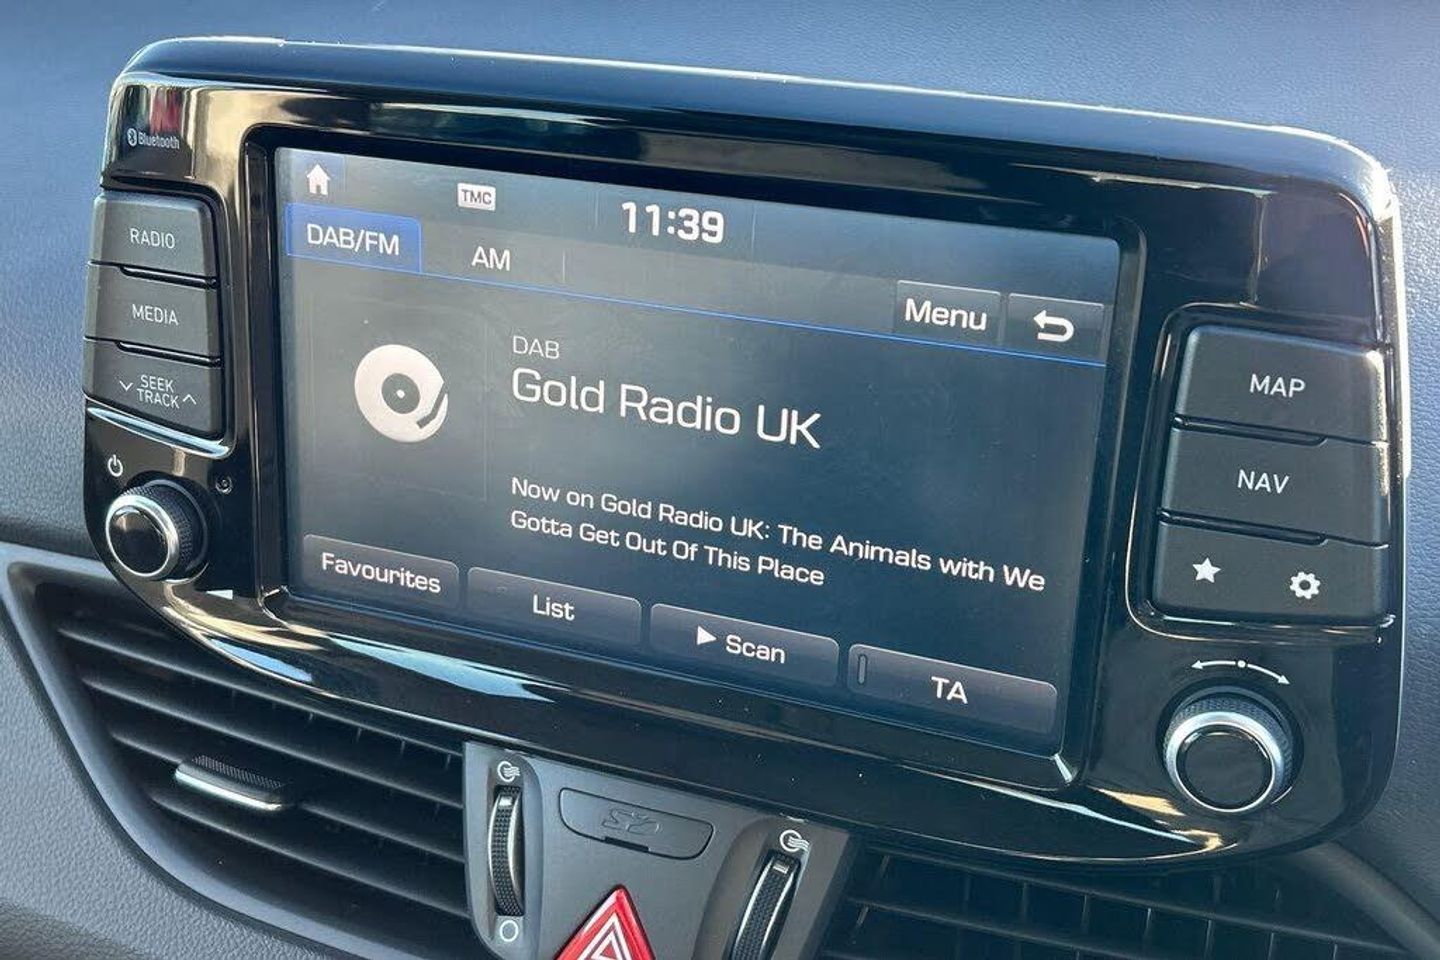 Bluetooth
RADIO
MEDIA
SEEK
TRACK
TMC
11:39
DAB/FM
AM
Menu
DAB
Gold Radio UK
Now on Gold Radio UK: The Animals with We
Gotta Get Out Of This Place
Favourites
List
Scan
TA
MAP
NAV
SD